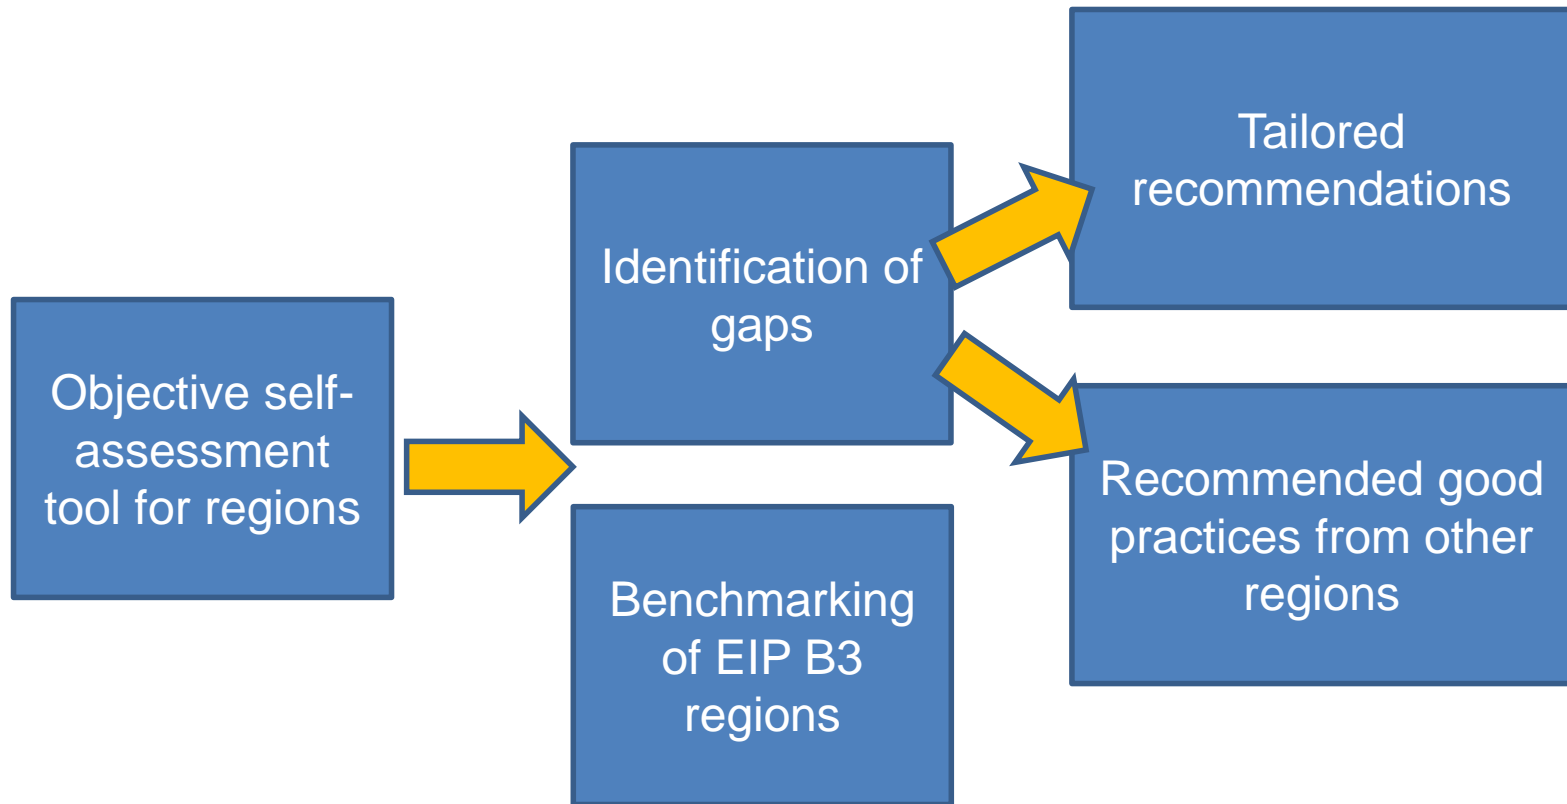 Objective self-
assessment
tool for regions
Identification of
gaps
Benchmarking
of EIP B3
regions
Tailored
recommendations
Recommended good
practices from other
regions